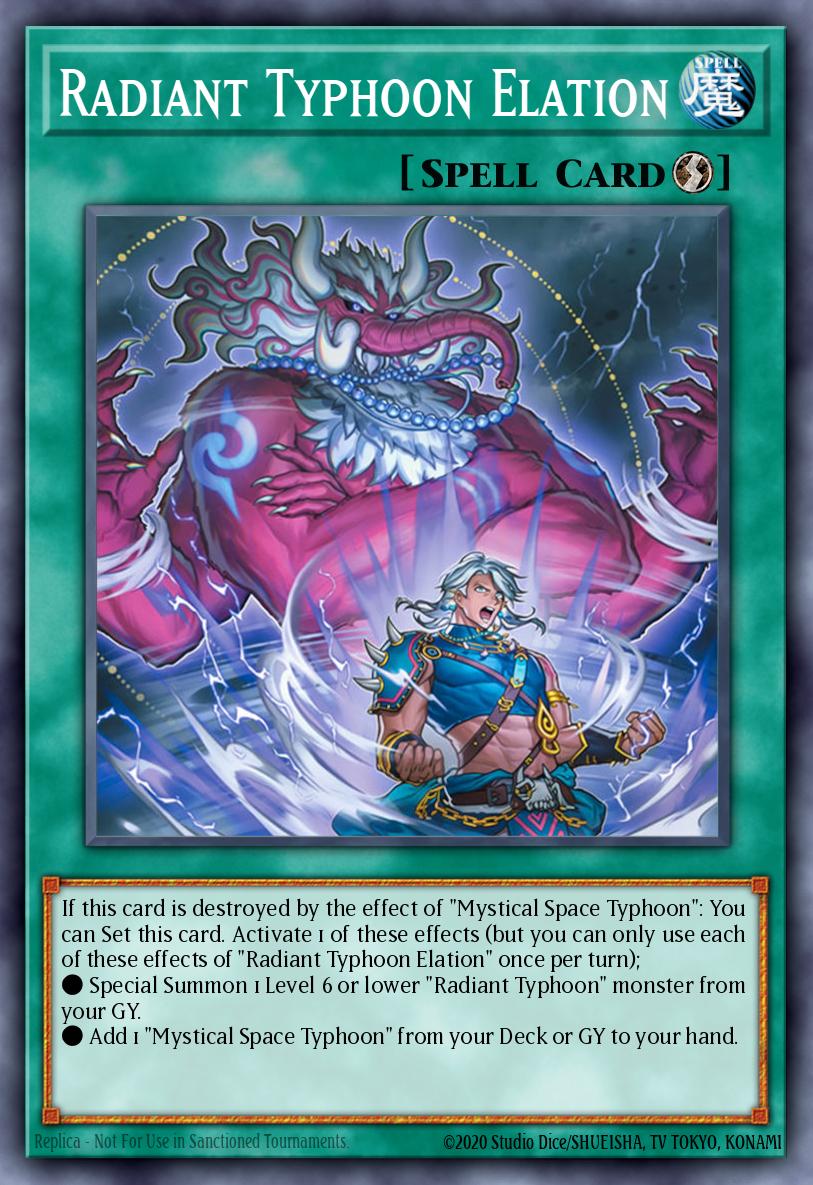 Radiant Typhoon Elation
SPELL
魔
[Spell Card]
If this card is destroyed by the effect of "Mystical Space Typhoon": You
can Set this card. Activate 1 of these effects (but you can only use each
of these effects of "Radiant Typhoon Elation" once per turn);
● Special Summon 1 Level 6 or lower "Radiant Typhoon" monster from
your GY.
● Add 1 "Mystical Space Typhoon" from your Deck or GY to your hand.
Replica - Not For Use in Sanctioned Tournaments.
©2020 Studio Dice/SHUEISHA, TV TOKYO, KONAMI